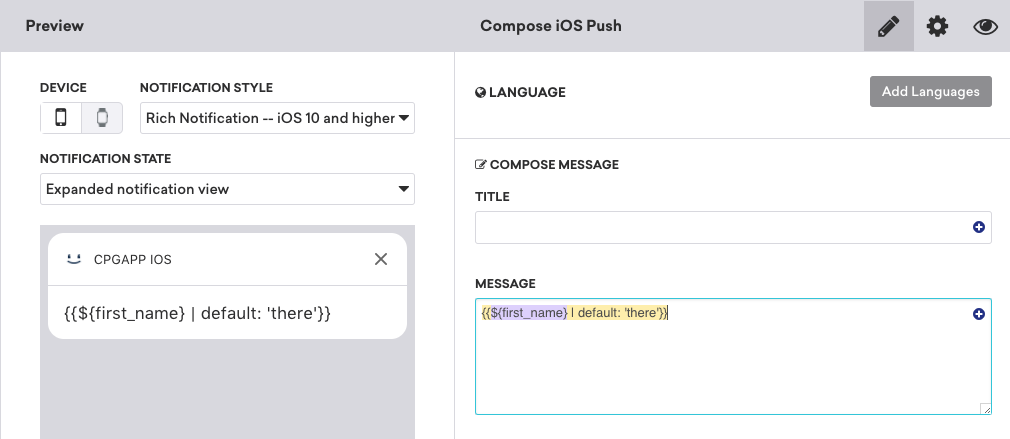 Preview
DEVICE
NOTIFICATION STYLE
Rich Notification -- iOS 10 and higher
NOTIFICATION STATE
Expanded notification view
CPGAPP IOS
{{${first_name} | default: 'there'}}
Compose iOS Push
LANGUAGE
Add Languages
COMPOSE MESSAGE
TITLE
MESSAGE
{{${first_name} | default: 'there'}}